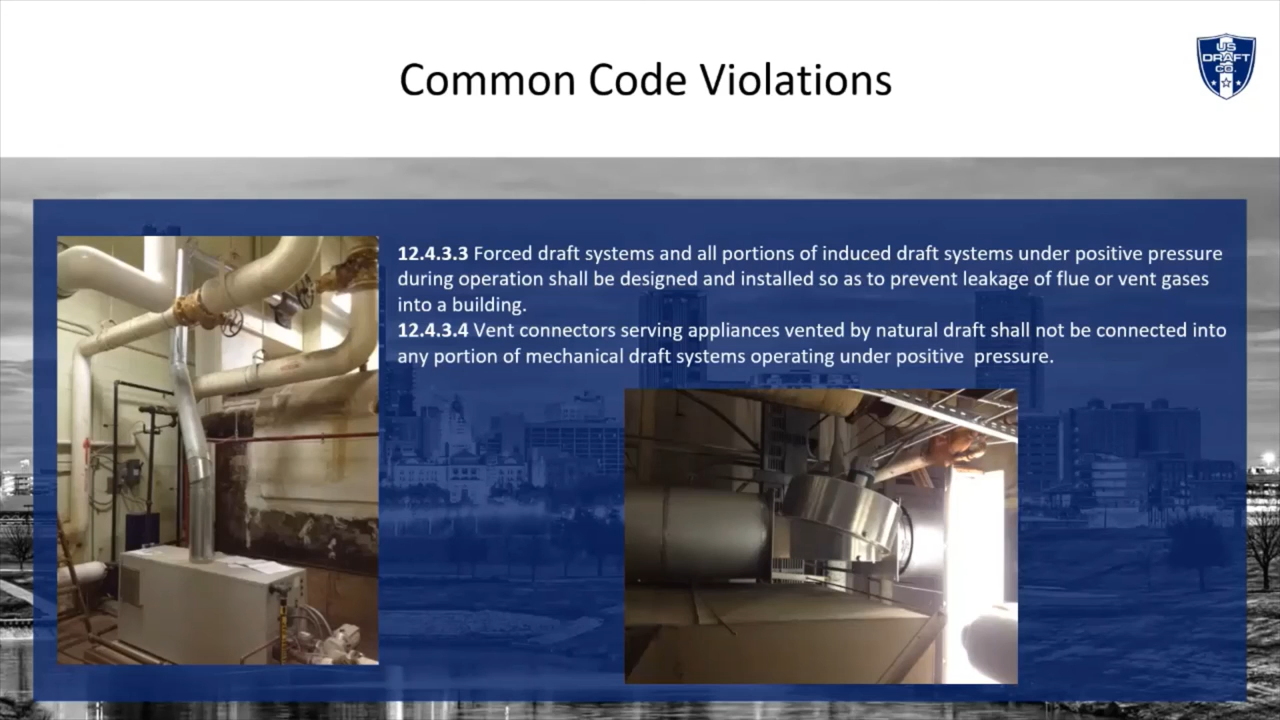 Common Code Violations
US
DRAFT
CO.
12.4.3.3 Forced draft systems and all portions of induced draft systems under positive pressure
during operation shall be designed and installed so as to prevent leakage of flue or vent gases
into a building.
12.4.3.4 Vent connectors serving appliances vented by natural draft shall not be connected into
any portion of mechanical draft systems operating under positive  pressure.